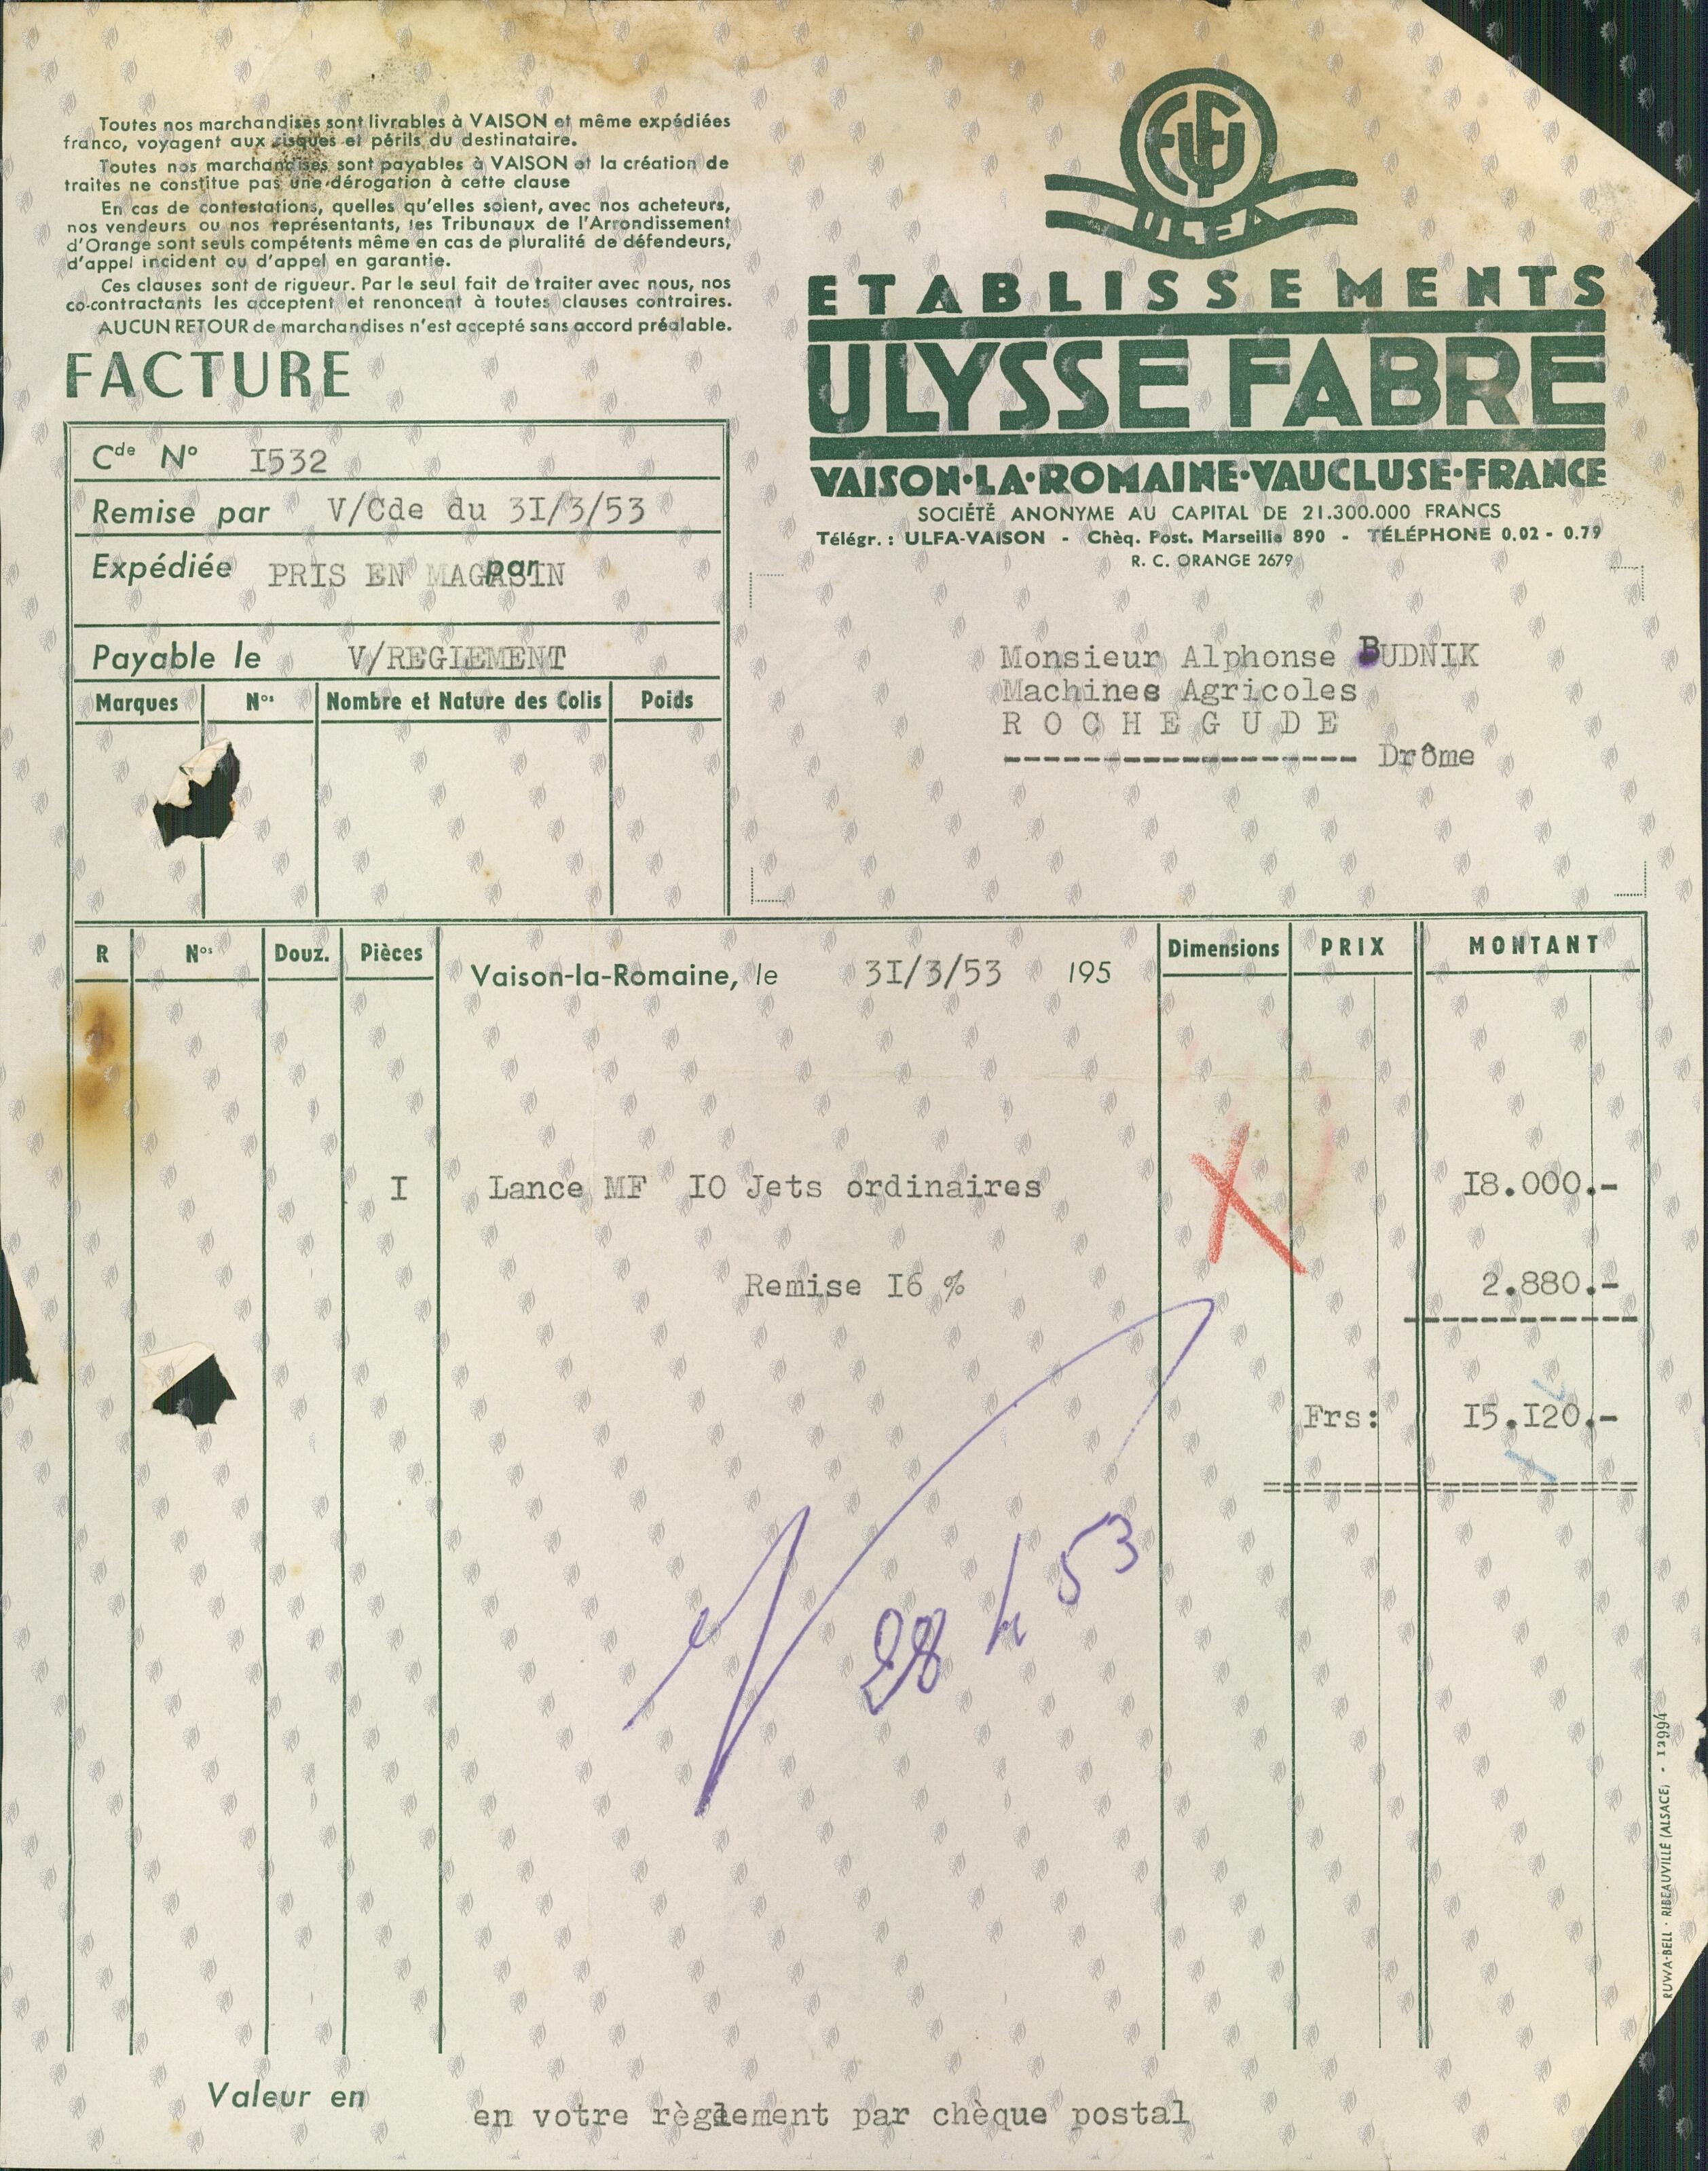 Toutes nos marchandises sont livrables à VAISON et même expédiées
franco, voyagent aux risques et périls du destinataire.
Toutes nos marchandises sont payables à VAISON et la création de
traites ne constitue pas une dérogation à cette clause
En cas de contestations, quelles qu'elles soient, avec nos acheteurs,
nos vendeurs ou nos représentants, les Tribunaux de l'Arrondissement
d'Orange sont seuls compétents même en cas de pluralité de défendeurs,
d'appel incident ou d'appel en garantie.
Ces clauses sont de rigueur. Par le seul fait de traiter avec nous, nos
co-contractants les acceptent et renoncent à toutes clauses contraires.
AUCUN RETOUR de marchandises n'est accepté sans accord préalable.
FACTURE
ULFA
ETABLISSEMENTS
ULYSSE FABRE
VAISON·LA·ROMAINE·VAUCLUSE·FRANCE
SOCIÉTÉ ANONYME AU CAPITAL DE 21.300.000 FRANCS
Télégr. : ULFA-VAISON - Chèq. Post. Marseille 890 - TÉLÉPHONE 0.02 - 0.79
R. C. ORANGE 2679
Cde No I532
Remise par V/Cde du 3I/3/53
Expédiée par PRIS EN MAGASIN
Payable le V/REGIEMENT
Marques Nos Nombre et Nature des Colis Poids
Monsieur Alphonse BUDNIK
Machines Agricoles
R O C H E G U D E
------------------ Drôme
R Nos Douz. Pièces Dimensions PRIX MONTANT
Vaison-la-Romaine, le 3I/3/53 195
I Lance MF IO Jets ordinaires I8.000.-
Remise I6 % 2.880.-
Frs: I5.I20.-
28 4 53
Valeur en
en votre règlement par chèque postal
RUWA-BELL - RIBEAUVILLÉ (ALSACE) - 12994